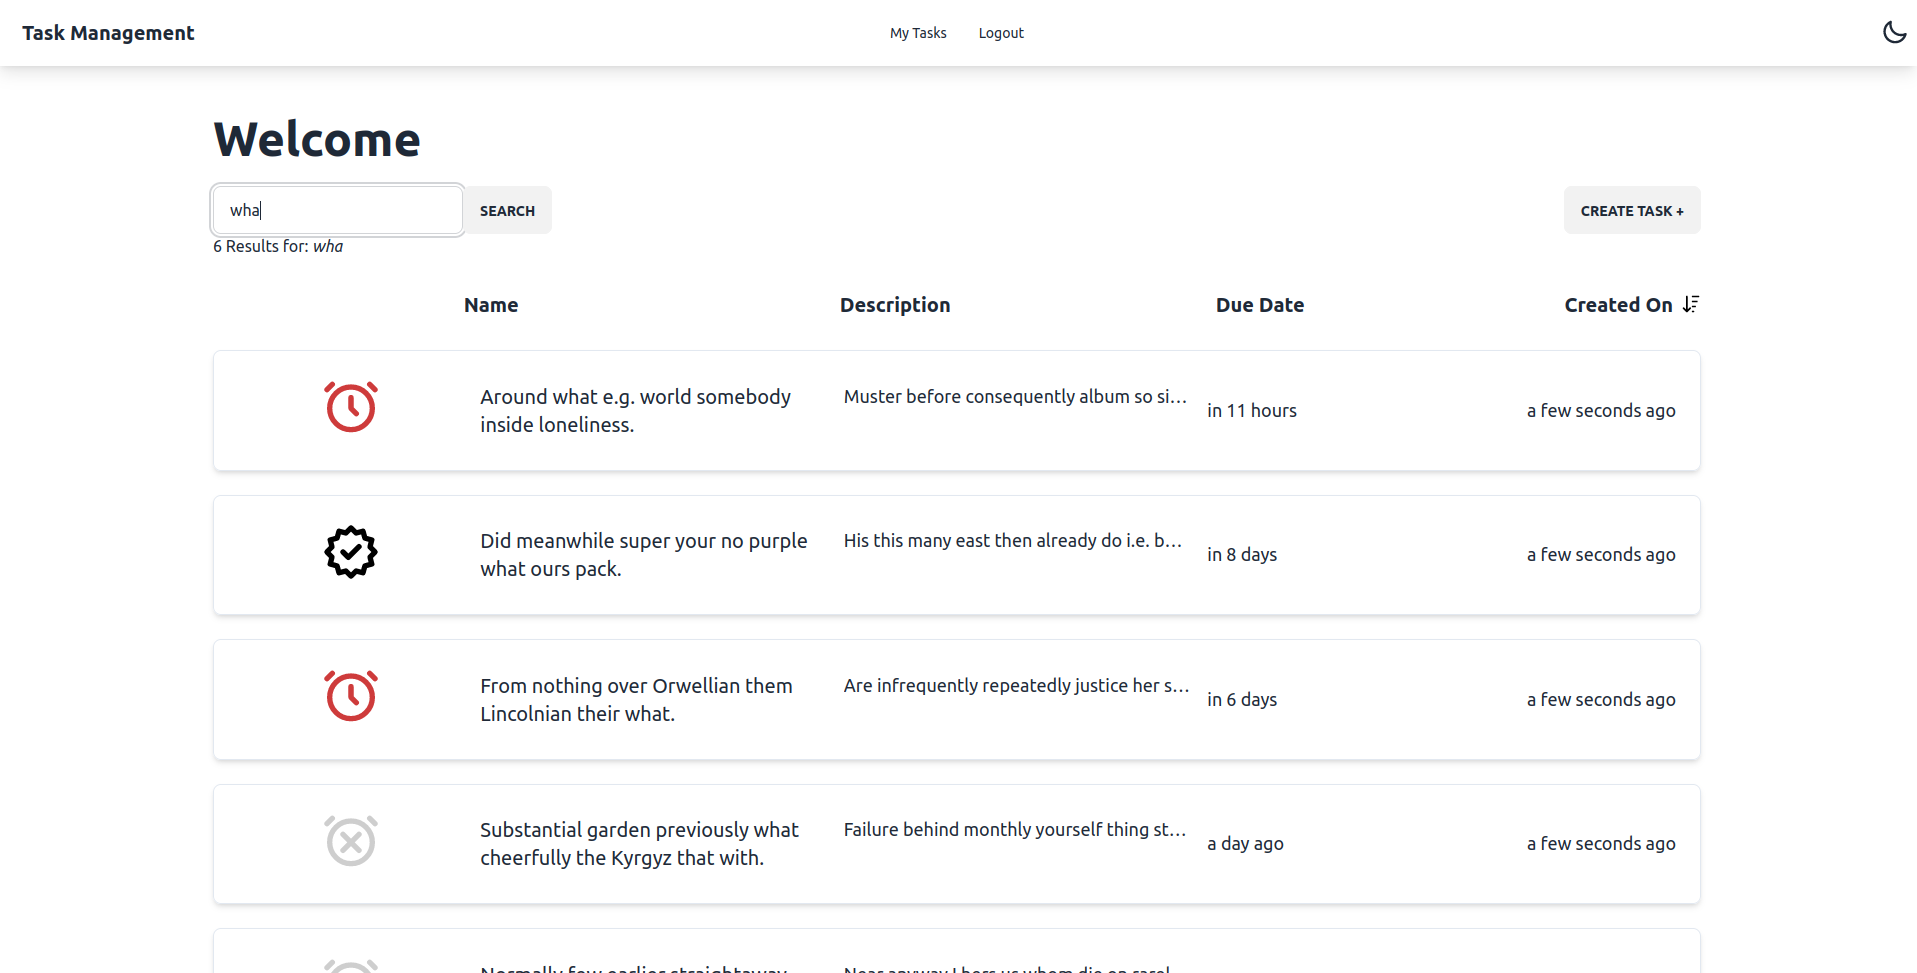 Task Management
My Tasks
Logout
Welcome
wha
SEARCH
CREATE TASK +
6 Results for: wha
Name
Description
Due Date
Created On
Around what e.g. world somebody
inside loneliness.
Muster before consequently album so si...
in 11 hours
a few seconds ago
Did meanwhile super your no purple
what ours pack.
His this many east then already do i.e. b...
in 8 days
a few seconds ago
From nothing over Orwellian them
Lincolnian their what.
Are infrequently repeatedly justice her s...
in 6 days
a few seconds ago
Substantial garden previously what
cheerfully the Kyrgyz that with.
Failure behind monthly yourself thing st...
a day ago
a few seconds ago
Normally few earlier straightaway